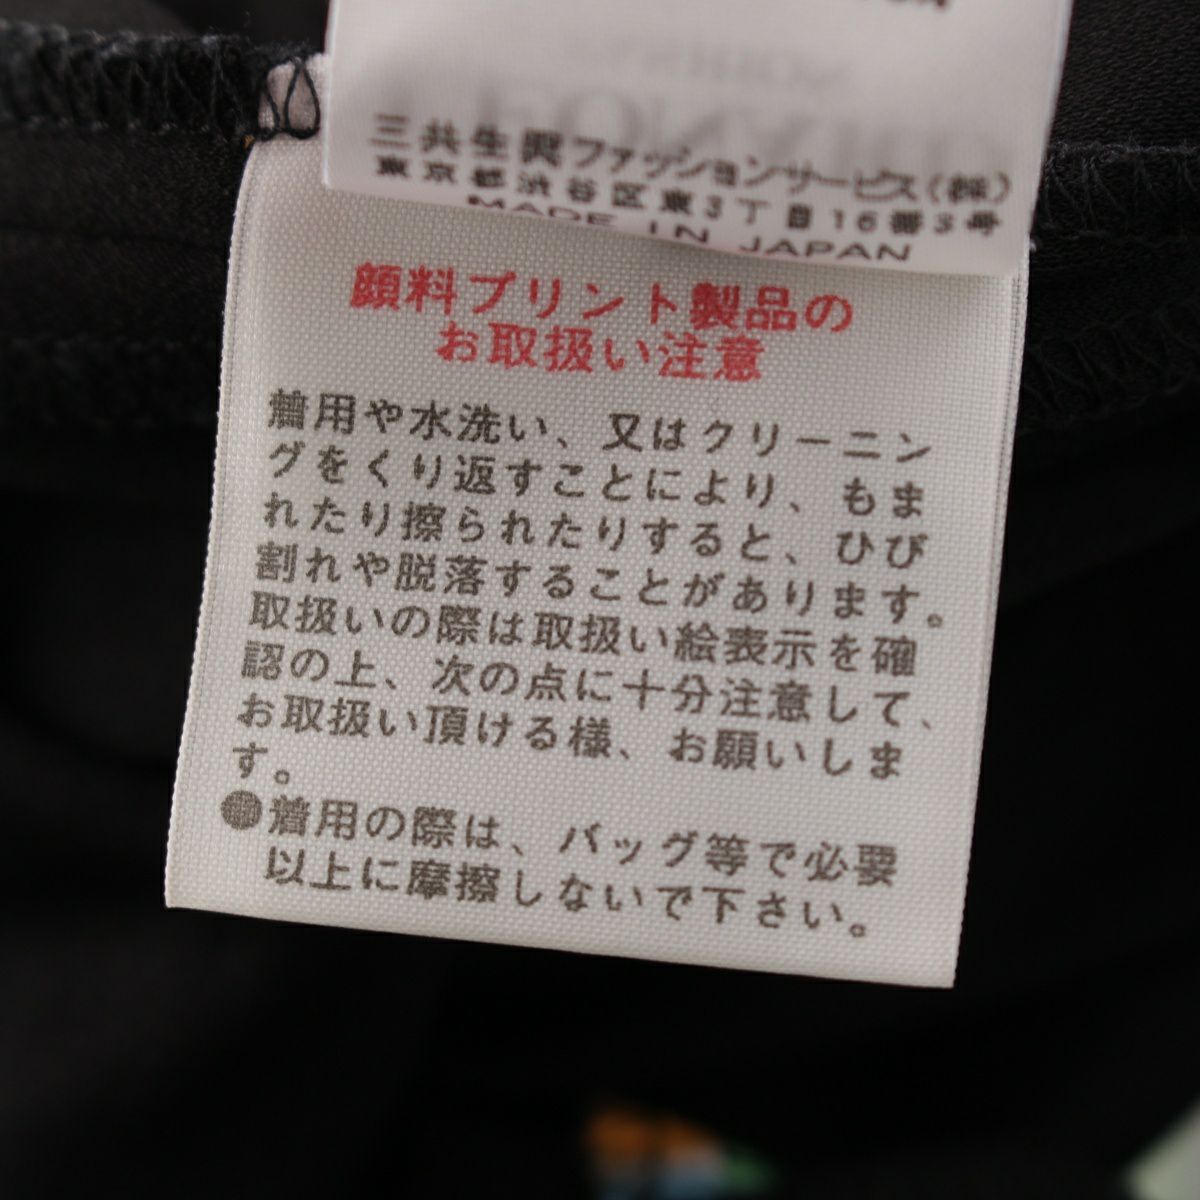 三共生興ファッションサービス(株)
東京都渋谷区東3丁目16番3号
MADE IN JAPAN
顔料プリント製品の
お取扱い注意
着用や水洗い、又はクリーニン
グをくり返すことにより、もま
れたり擦られたりすると、ひび
割れや脱落することがあります。
取扱いの際は取扱い絵表示を確
認の上、次の点に十分注意して、
お取扱い頂ける様、お願いしま
す。
●着用の際は、バッグ等で必要
以上に摩擦しないで下さい。